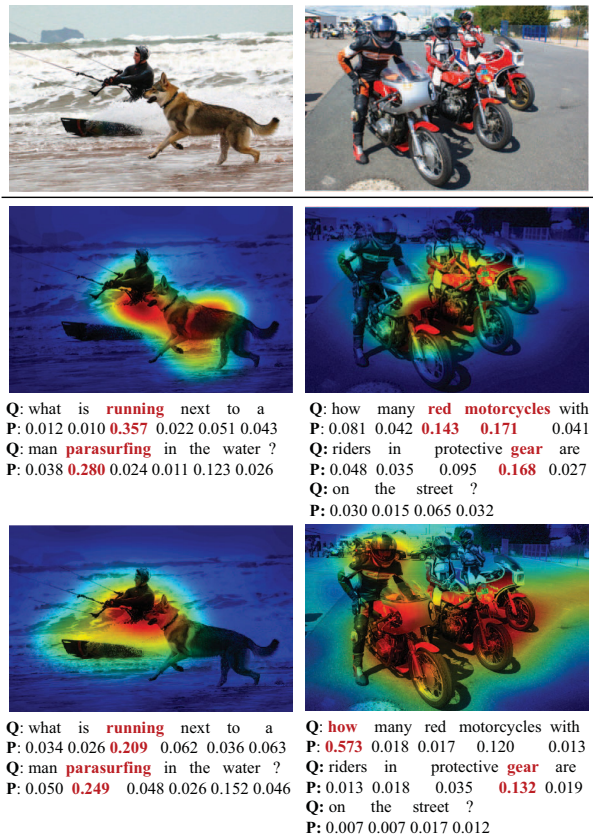 Q: what is running next to a
P: 0.012 0.010 0.357 0.022 0.051 0.043
Q: man parasurfing in the water ?
P: 0.038 0.280 0.024 0.011 0.123 0.026
Q: how many red motorcycles with
P: 0.081 0.042 0.143 0.171 0.041
Q: riders in protective gear are
P: 0.048 0.035 0.095 0.168 0.027
Q: on the street ?
P: 0.030 0.015 0.065 0.032
Q: what is running next to a
P: 0.034 0.026 0.209 0.062 0.036 0.063
Q: man parasurfing in the water ?
P: 0.050 0.249 0.048 0.026 0.152 0.046
Q: how many red motorcycles with
P: 0.573 0.018 0.017 0.120 0.013
Q: riders in protective gear are
P: 0.013 0.018 0.035 0.132 0.019
Q: on the street ?
P: 0.007 0.007 0.017 0.012